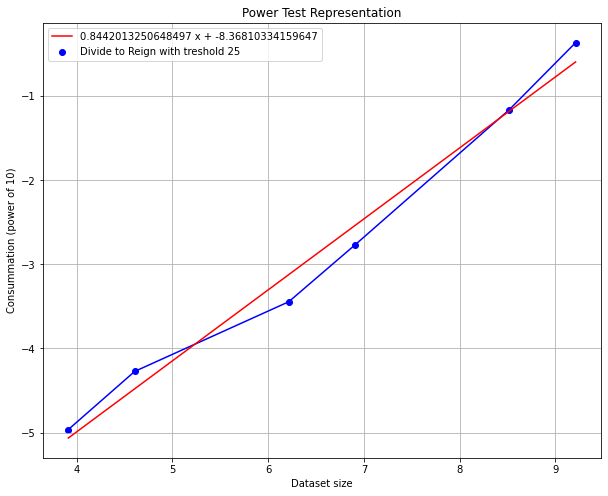 Power Test Representation
0.8442013250648497 x + -8.36810334159647
Divide to Reign with treshold 25
−1
−2
−3
−4
−5
Consummation (power of 10)
4 5 6 7 8 9
Dataset size